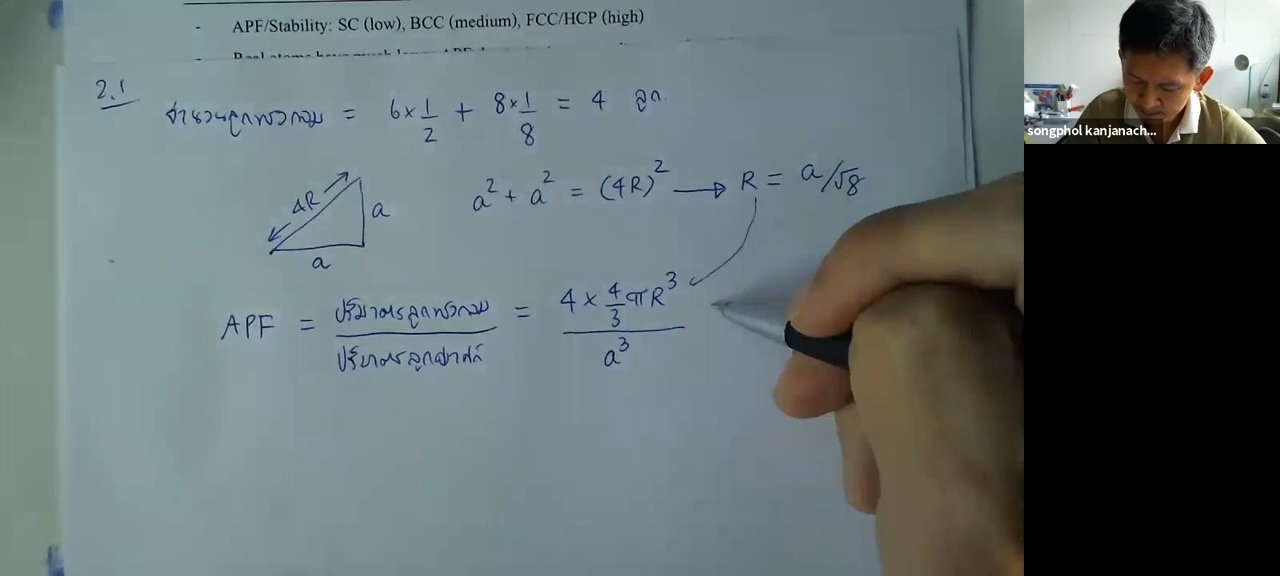 - APF/Stability: SC (low), BCC (medium), FCC/HCP (high)
2.1
จำนวนลูกทรงกลม = 6 × 1/2 + 8 × 1/8 = 4 ลูก
4R a a
a² + a² = (4R)² → R = a/√8
APF = ปริมาตรลูกทรงกลม/ปริมาตรลูกบาศก์ = (4 × 4/3 πR³)/a³
songphol kanjanach...